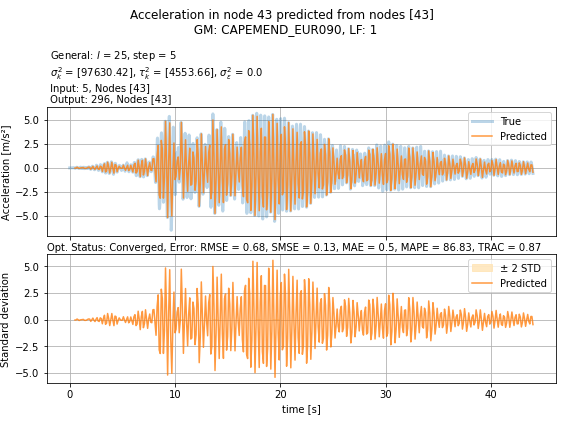 Acceleration in node 43 predicted from nodes [43]
GM: CAPEMEND_EUR090, LF: 1
General: l = 25, step = 5
σ²ₖ = [97630.42], τ²ₖ = [4553.66], σ²ε = 0.0
Input: 5, Nodes [43]
Output: 296, Nodes [43]
Acceleration [m/s²]
5.0
2.5
0.0
−2.5
−5.0
True
Predicted
Opt. Status: Converged, Error: RMSE = 0.68, SMSE = 0.13, MAE = 0.5, MAPE = 86.83, TRAC = 0.87
Standard deviation
5.0
2.5
0.0
−2.5
−5.0
± 2 STD
Predicted
0 10 20 30 40
time [s]